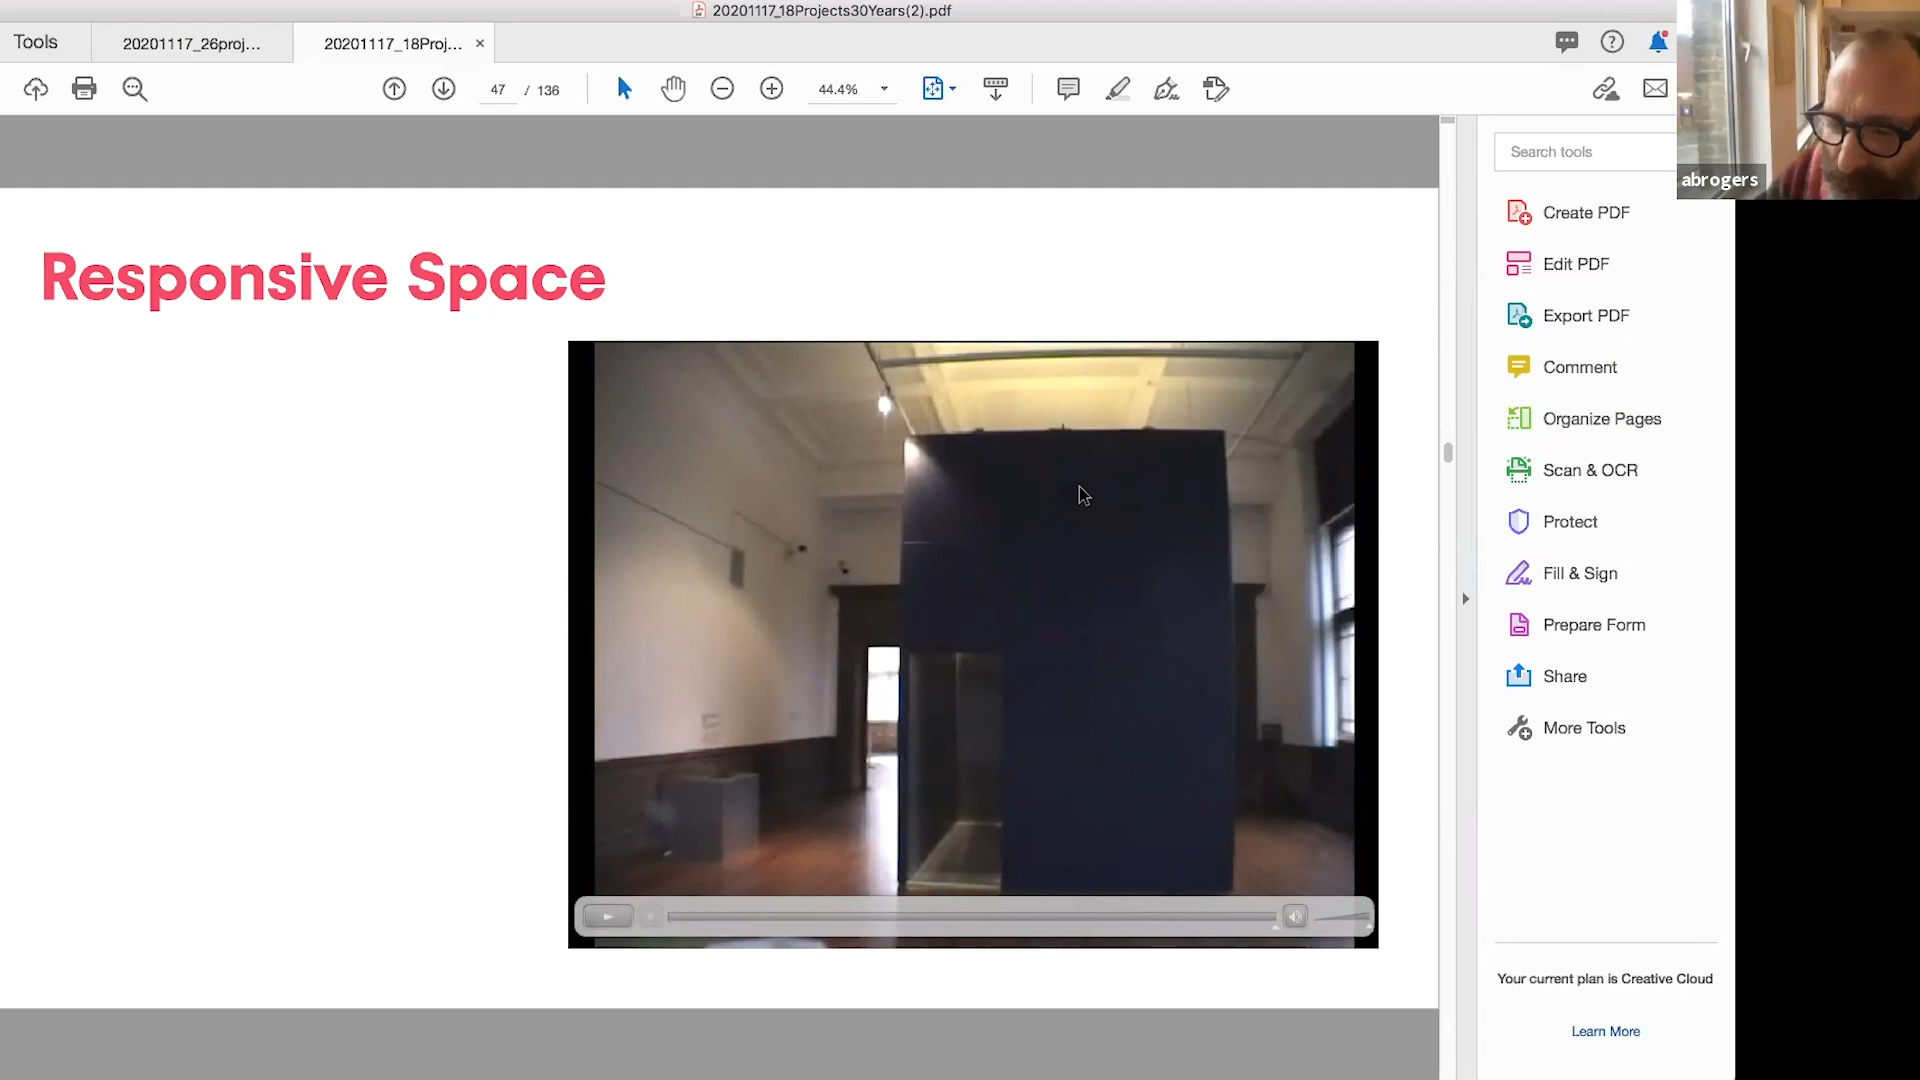 20201117_18Projects30Years(2).pdf
Tools
20201117_26proj...
20201117_18Proj...
47 / 136
44.4%
Search tools
abrogers
Create PDF
Edit PDF
Export PDF
Comment
Organize Pages
Scan & OCR
Protect
Fill & Sign
Prepare Form
Share
More Tools
Your current plan is Creative Cloud
Learn More
Responsive Space